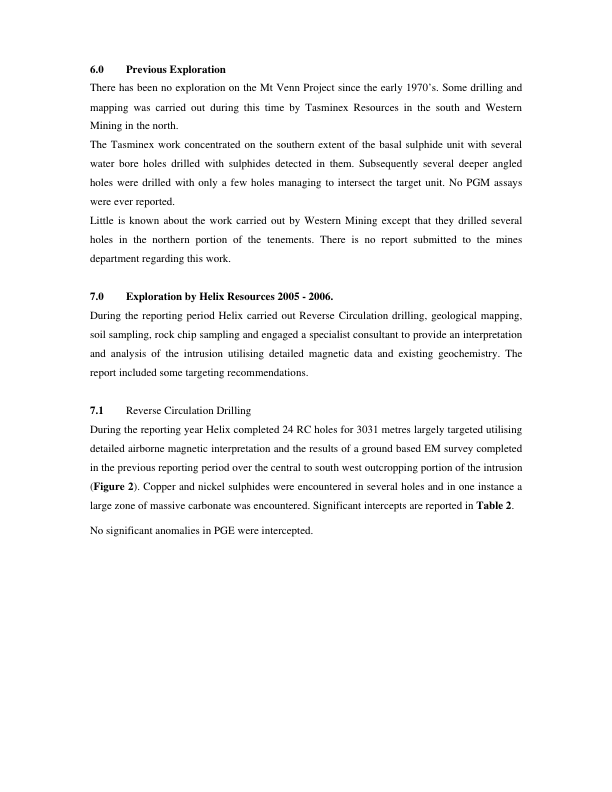 6.0 Previous Exploration
There has been no exploration on the Mt Venn Project since the early 1970's. Some drilling and
mapping was carried out during this time by Tasminex Resources in the south and Western
Mining in the north.
The Tasminex work concentrated on the southern extent of the basal sulphide unit with several
water bore holes drilled with sulphides detected in them. Subsequently several deeper angled
holes were drilled with only a few holes managing to intersect the target unit. No PGM assays
were ever reported.
Little is known about the work carried out by Western Mining except that they drilled several
holes in the northern portion of the tenements. There is no report submitted to the mines
department regarding this work.
7.0 Exploration by Helix Resources 2005 - 2006.
During the reporting period Helix carried out Reverse Circulation drilling, geological mapping,
soil sampling, rock chip sampling and engaged a specialist consultant to provide an interpretation
and analysis of the intrusion utilising detailed magnetic data and existing geochemistry. The
report included some targeting recommendations.
7.1 Reverse Circulation Drilling
During the reporting year Helix completed 24 RC holes for 3031 metres largely targeted utilising
detailed airborne magnetic interpretation and the results of a ground based EM survey completed
in the previous reporting period over the central to south west outcropping portion of the intrusion
(Figure 2). Copper and nickel sulphides were encountered in several holes and in one instance a
large zone of massive carbonate was encountered. Significant intercepts are reported in Table 2.
No significant anomalies in PGE were intercepted.